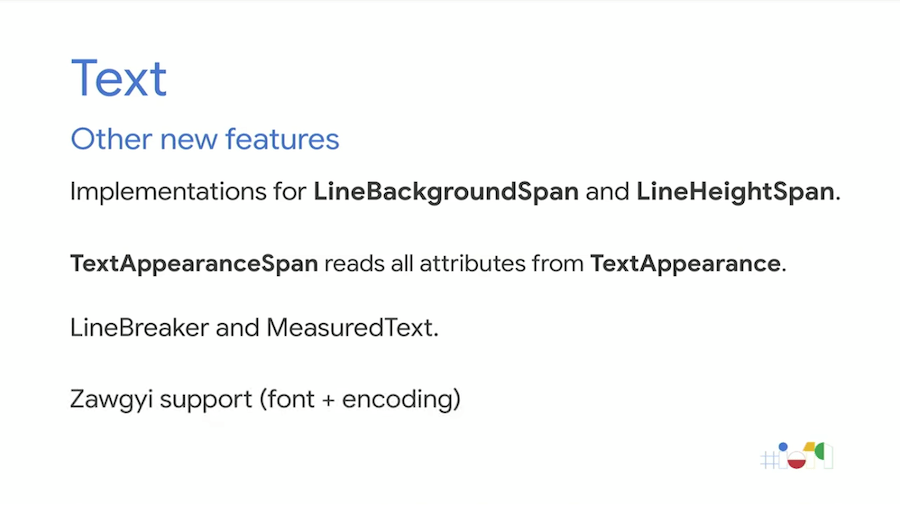 Text
Other new features
Implementations for LineBackgroundSpan and LineHeightSpan.
TextAppearanceSpan reads all attributes from TextAppearance.
LineBreaker and MeasuredText.
Zawgyi support (font + encoding)
#io19